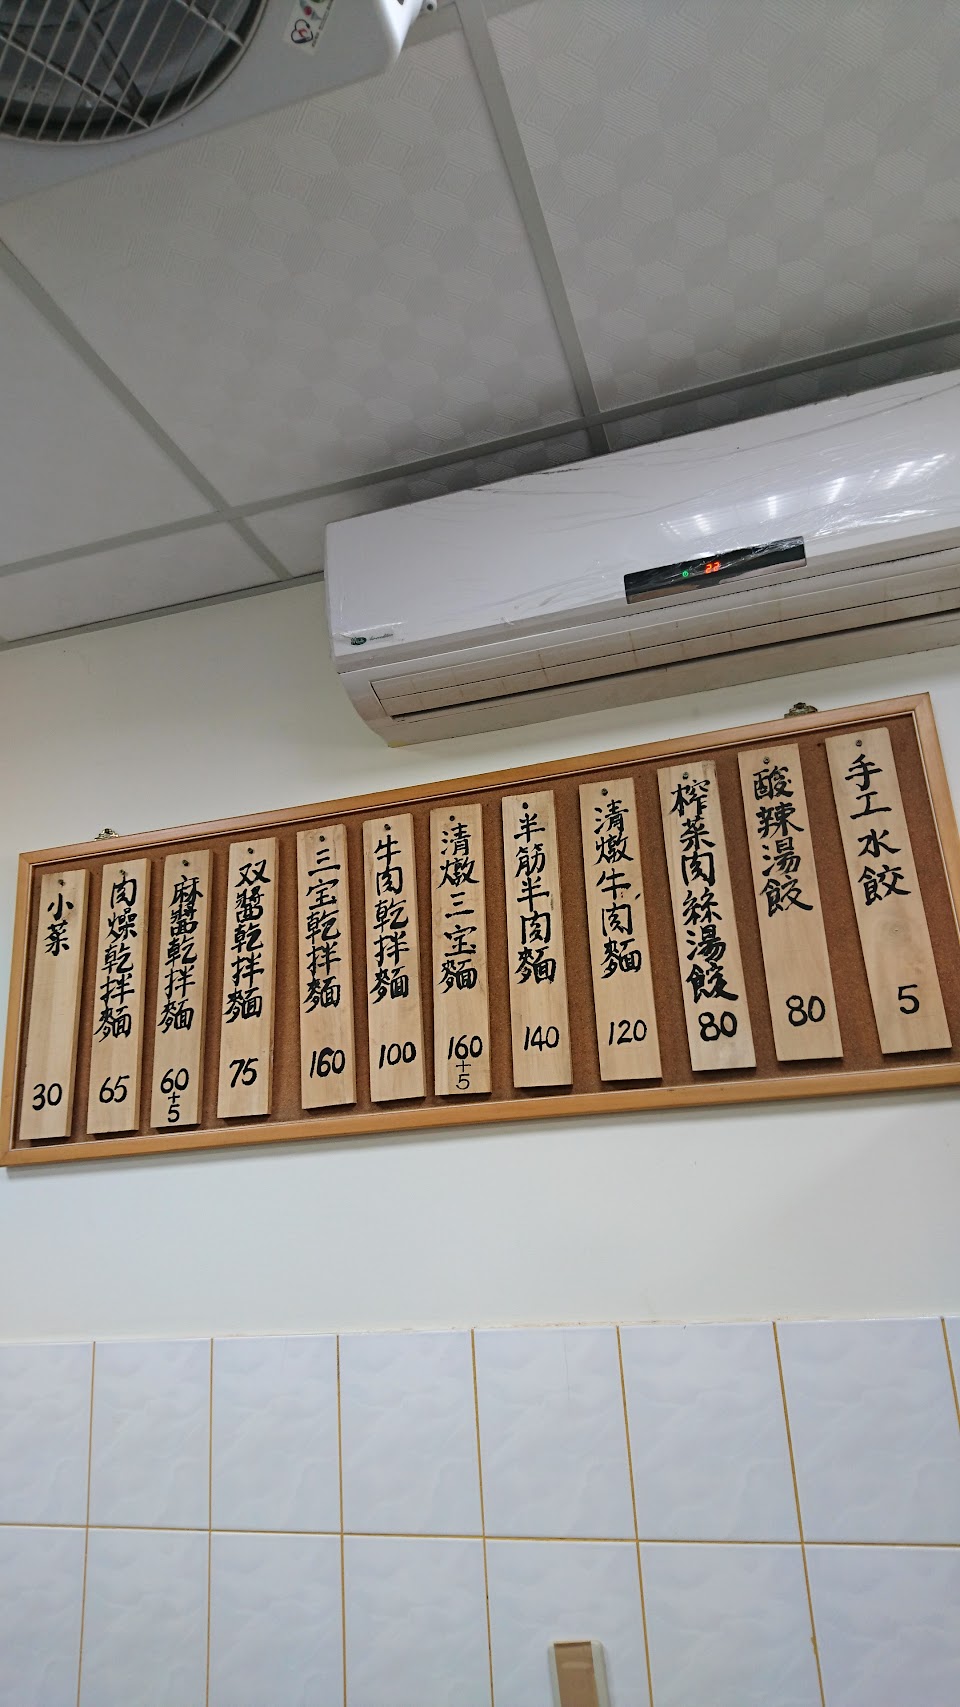 22
手工水餃 5
酸辣湯餃 80
榨菜肉絲湯餃 80
清燉牛肉麵 120
半筋半肉麵 140
清燉三宝麵 160+5
牛肉乾拌麵 100
三宝乾拌麵 160
双醬乾拌麵 75
麻醬乾拌麵 60+5
肉燥乾拌麵 65
小菜 30